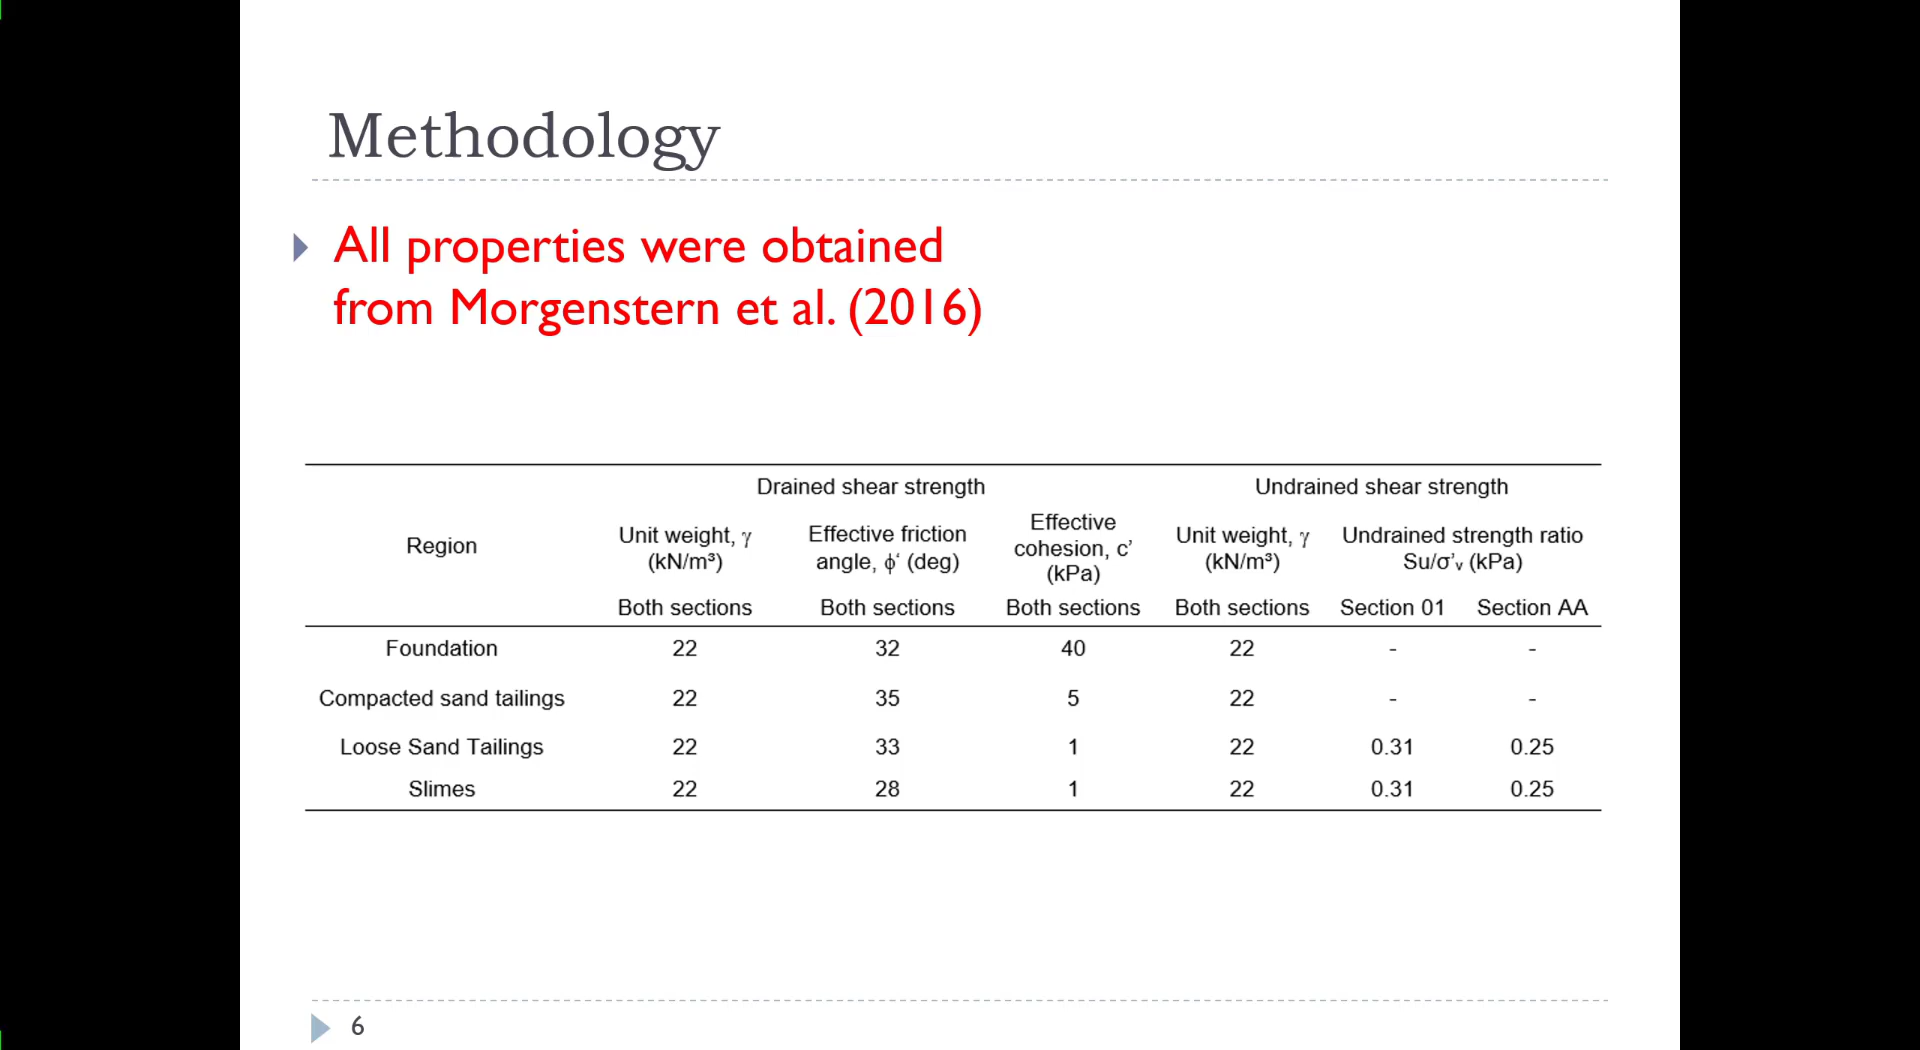 Methodology
All properties were obtained
from Morgenstern et al. (2016)
Drained shear strength Undrained shear strength
Region Unit weight, γ (kN/m³) Effective friction angle, ϕ‘ (deg) Effective cohesion, c’ (kPa) Unit weight, γ (kN/m³) Undrained strength ratio Su/σ’ᵥ (kPa)
Both sections Both sections Both sections Both sections Section 01 Section AA
Foundation 22 32 40 22 - -
Compacted sand tailings 22 35 5 22 - -
Loose Sand Tailings 22 33 1 22 0.31 0.25
Slimes 22 28 1 22 0.31 0.25
6